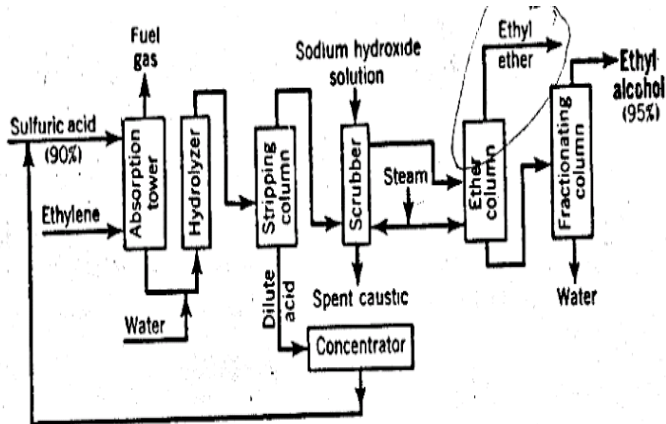 Fuel
gas
Sodium hydroxide
solution
Ethyl
ether
Ethyl
alcohol
(95%)
Sulfuric acid
(90%)
Absorption
tower
Hydrolyzer
Stripping
column
Scrubber
Steam
Ether
column
Fractionating
column
Ethylene
Water
Dilute
acid
Spent caustic
Water
Concentrator